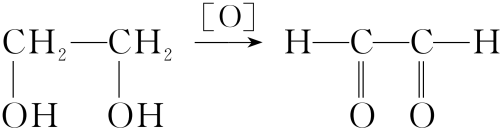 [O]
CH₂—CH₂ → H—C—C—H
OH OH O O